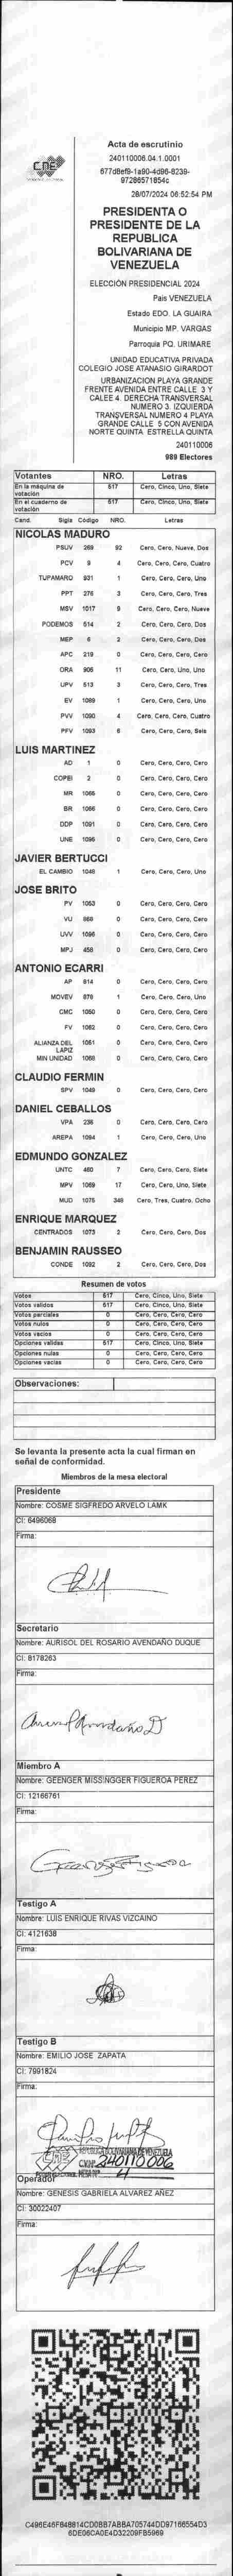 CNE
Acta de escrutinio
240110006.04.1.0001
677d8ef9-1a90-4d96-8239-
97286571854c
28/07/2024 06:52:54 PM
PRESIDENTA O
PRESIDENTE DE LA
REPUBLICA
BOLIVARIANA DE
VENEZUELA
ELECCIÓN PRESIDENCIAL 2024
Pais VENEZUELA
Estado EDO. LA GUAIRA
Municipio MP. VARGAS
Parroquia PQ. URIMARE
UNIDAD EDUCATIVA PRIVADA
COLEGIO JOSE ATANASIO GIRARDOT
URBANIZACION PLAYA GRANDE
FRENTE AVENIDA ENTRE CALLE 3 Y
CALEE 4. DERECHA TRANSVERSAL
NUMERO 3. IZQUIERDA
TRANSVERSAL NUMERO 4 PLAYA
GRANDE CALLE 5 CON AVENIDA
NORTE QUINTA ESTRELLA QUINTA
240110006
989 Electores
Votantes NRO. Letras
En la máquina de votación 517 Cero, Cinco, Uno, Siete
En el cuaderno de votación 517 Cero, Cinco, Uno, Siete
Cand. Sigla Código NRO. Letras
NICOLAS MADURO
PSUV 269 92 Cero, Cero, Nueve, Dos
PCV 9 4 Cero, Cero, Cero, Cuatro
TUPAMARO 931 1 Cero, Cero, Cero, Uno
PPT 276 3 Cero, Cero, Cero, Tres
MSV 1017 9 Cero, Cero, Cero, Nueve
PODEMOS 514 2 Cero, Cero, Cero, Dos
MEP 6 2 Cero, Cero, Cero, Dos
APC 219 0 Cero, Cero, Cero, Cero
ORA 906 11 Cero, Cero, Uno, Uno
UPV 513 3 Cero, Cero, Cero, Tres
EV 1089 1 Cero, Cero, Cero, Uno
PVV 1090 4 Cero, Cero, Cero, Cuatro
PFV 1093 6 Cero, Cero, Cero, Seis
LUIS MARTINEZ
AD 1 0 Cero, Cero, Cero, Cero
COPEI 2 0 Cero, Cero, Cero, Cero
MR 1065 0 Cero, Cero, Cero, Cero
BR 1066 0 Cero, Cero, Cero, Cero
DDP 1091 0 Cero, Cero, Cero, Cero
UNE 1096 0 Cero, Cero, Cero, Cero
JAVIER BERTUCCI
EL CAMBIO 1048 1 Cero, Cero, Cero, Uno
JOSE BRITO
PV 1053 0 Cero, Cero, Cero, Cero
VU 868 0 Cero, Cero, Cero, Cero
UVV 0 Cero, Cero, Cero, Cero
MPJ 458 0 Cero, Cero, Cero, Cero
ANTONIO ECARRI
AP 814 0 Cero, Cero, Cero, Cero
MOVEV 879 1 Cero, Cero, Cero, Uno
CMC 1050 0 Cero, Cero, Cero, Cero
FV 1062 0 Cero, Cero, Cero, Cero
ALIANZA DEL LAPIZ 1051 0 Cero, Cero, Cero, Cero
MIN UNIDAD 1068 0 Cero, Cero, Cero, Cero
CLAUDIO FERMIN
SPV 1049 0 Cero, Cero, Cero, Cero
DANIEL CEBALLOS
VPA 236 0 Cero, Cero, Cero, Cero
AREPA 1094 1 Cero, Cero, Cero, Uno
EDMUNDO GONZALEZ
UNTC 460 7 Cero, Cero, Cero, Siete
MPV 1069 17 Cero, Cero, Uno, Siete
MUD 1075 348 Cero, Tres, Cuatro, Ocho
ENRIQUE MARQUEZ
CENTRADOS 1073 2 Cero, Cero, Cero, Dos
BENJAMIN RAUSSEO
CONDE 1092 2 Cero, Cero, Cero, Dos
Resumen de votos
Votos 517 Cero, Cinco, Uno, Siete
Votos validos 517 Cero, Cinco, Uno, Siete
Votos parciales 0 Cero, Cero, Cero, Cero
Votos nulos 0 Cero, Cero, Cero, Cero
Votos vacios 0 Cero, Cero, Cero, Cero
Opciones validas 517 Cero, Cinco, Uno, Siete
Opciones nulas 0 Cero, Cero, Cero, Cero
Opciones vacias 0 Cero, Cero, Cero, Cero
Observaciones:
Se levanta la presente acta la cual firman en
señal de conformidad.
Miembros de la mesa electoral
Presidente
Nombre: COSME SIGFREDO ARVELO LAMK
CI: 6496068
Firma:
Secretario
Nombre: AURISOL DEL ROSARIO AVENDAÑO DUQUE
CI: 8178263
Firma:
Miembro A
Nombre: GEENGER MISSINGGER FIGUEROA PEREZ
CI: 12166761
Firma:
Testigo A
Nombre: LUIS ENRIQUE RIVAS VIZCAINO
CI: 4121638
Firma:
Testigo B
Nombre: EMILIO JOSE ZAPATA
CI: 7991824
Firma:
CNE
240110006
4
Operador
Nombre: GENESIS GABRIELA ALVAREZ AÑEZ
CI: 30022407
Firma:
C496E46F848814CD0BB7ABBA705744DD97166554D3
6DE06CA0E4D32209FB5969